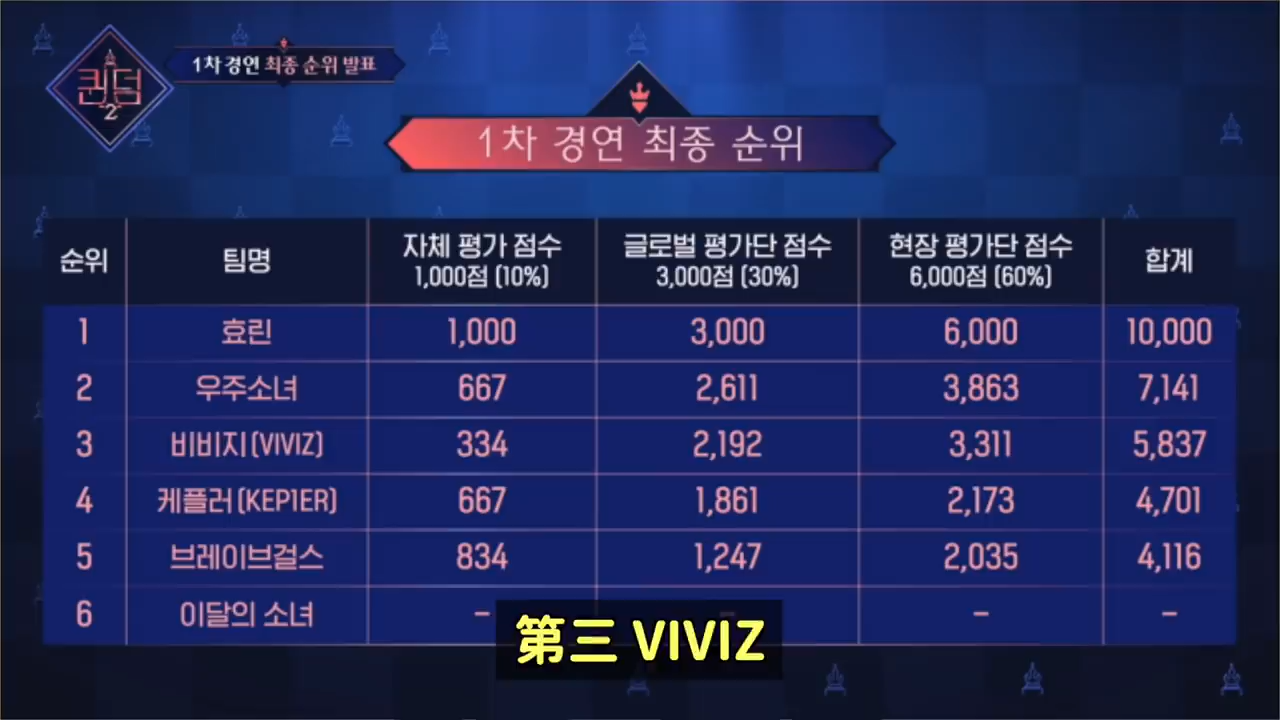 퀸덤
2
1차 경연 최종 순위 발표
1차 경연 최종 순위
순위 팀명 자체 평가 점수 1,000점 (10%) 글로벌 평가단 점수 3,000점 (30%) 현장 평가단 점수 6,000점 (60%) 합계
1 효린 1,000 3,000 6,000 10,000
2 우주소녀 667 2,611 3,863 7,141
3 비비지(VIVIZ) 334 2,192 3,311 5,837
4 케플러(KEP1ER) 667 1,861 2,173 4,701
5 브레이브걸스 834 1,247 2,035 4,116
6 이달의 소녀 - - - -
第三 VIVIZ